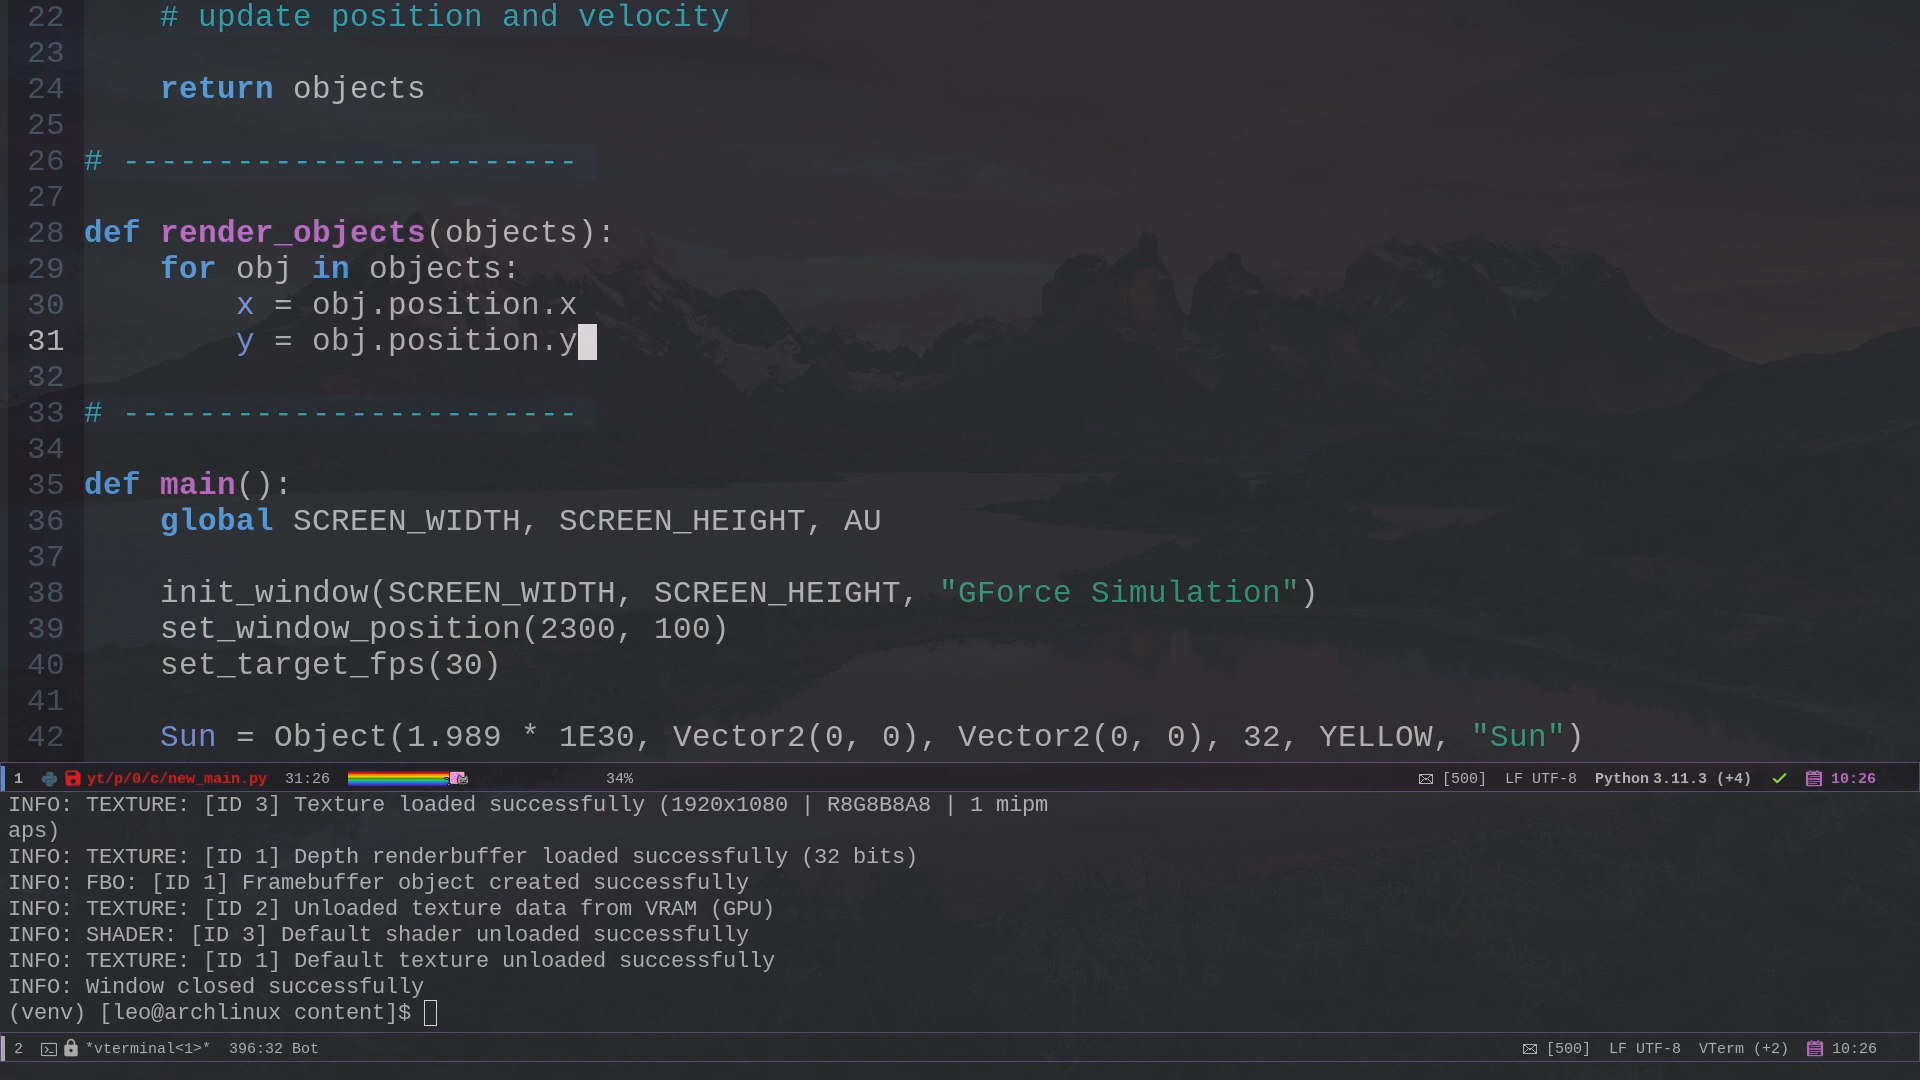 22 # update position and velocity
23
24 return objects
25
26 # ------------------------
27
28 def render_objects(objects):
29 for obj in objects:
30 x = obj.position.x
31 y = obj.position.y
32
33 # ------------------------
34
35 def main():
36 global SCREEN_WIDTH, SCREEN_HEIGHT, AU
37
38 init_window(SCREEN_WIDTH, SCREEN_HEIGHT, "GForce Simulation")
39 set_window_position(2300, 100)
40 set_target_fps(30)
41
42 Sun = Object(1.989 * 1E30, Vector2(0, 0), Vector2(0, 0), 32, YELLOW, "Sun")
1 yt/p/0/c/new_main.py 31:26 34% [500] LF UTF-8 Python 3.11.3 (+4) 10:26
INFO: TEXTURE: [ID 3] Texture loaded successfully (1920x1080 | R8G8B8A8 | 1 mipm
aps)
INFO: TEXTURE: [ID 1] Depth renderbuffer loaded successfully (32 bits)
INFO: FBO: [ID 1] Framebuffer object created successfully
INFO: TEXTURE: [ID 2] Unloaded texture data from VRAM (GPU)
INFO: SHADER: [ID 3] Default shader unloaded successfully
INFO: TEXTURE: [ID 1] Default texture unloaded successfully
INFO: Window closed successfully
(venv) [leo@archlinux content]$
2 *vterminal<1>* 396:32 Bot [500] LF UTF-8 VTerm (+2) 10:26